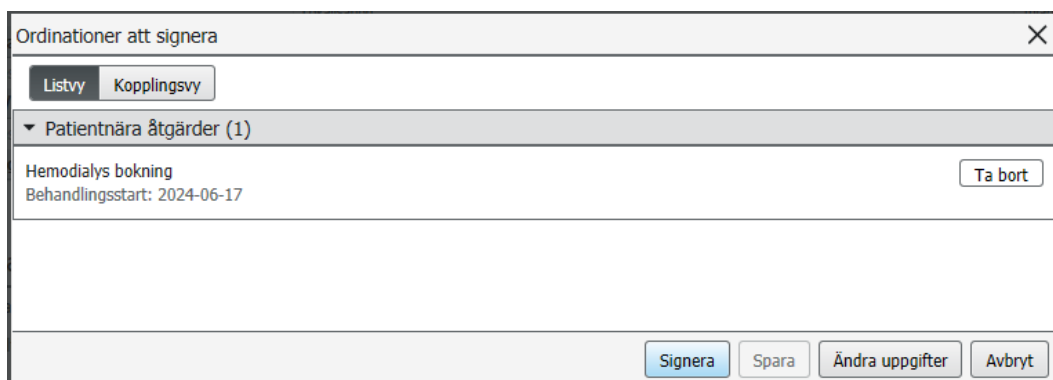 Ordinationer att signera
Listvy Kopplingsvy
Patientnära åtgärder (1)
Hemodialys bokning
Ta bort
Behandlingsstart: 2024-06-17
Signera Spara Ändra uppgifter Avbryt